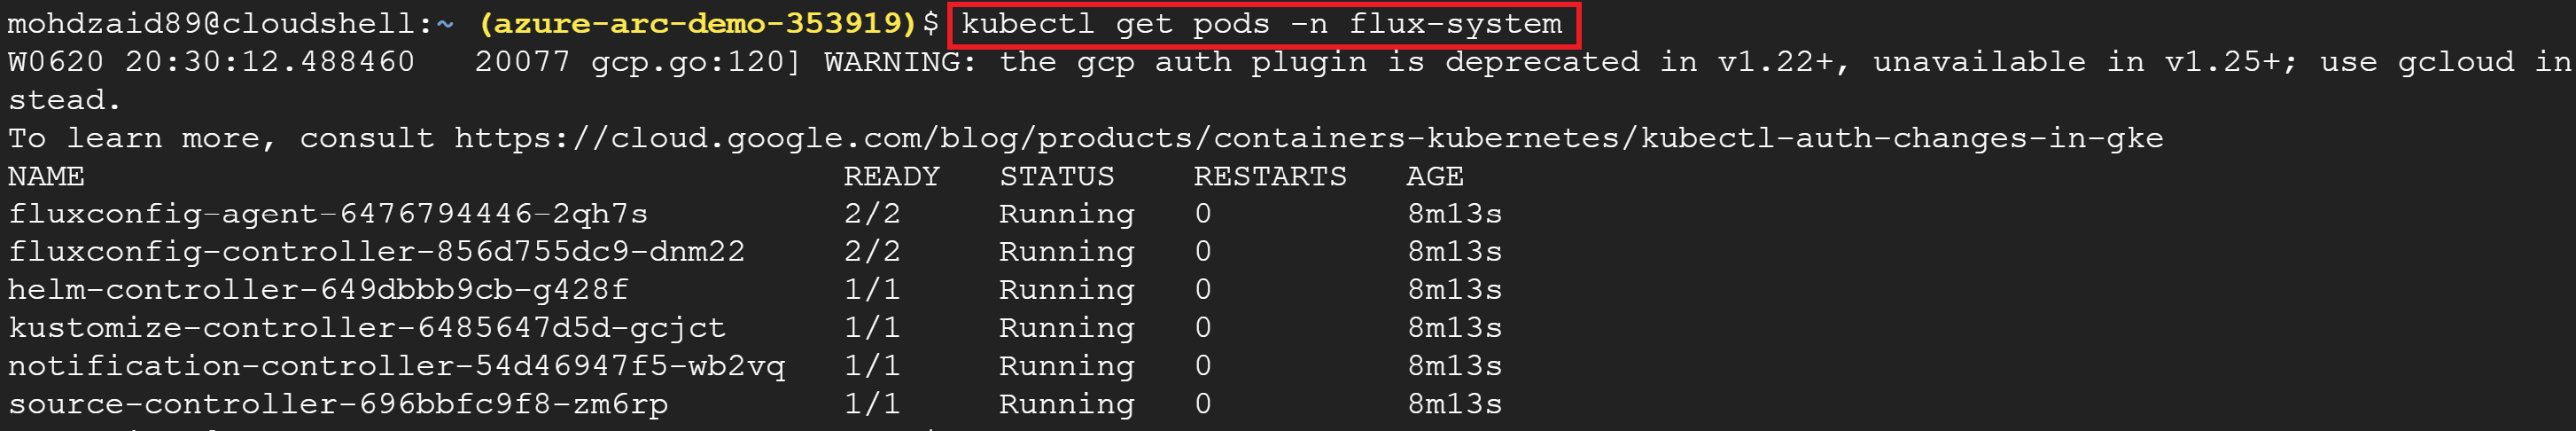 mohdzaid89@cloudshell:~ (azure-arc-demo-353919)$ kubectl get pods -n flux-system
W0620 20:30:12.488460   20077 gcp.go:120] WARNING: the gcp auth plugin is deprecated in v1.22+, unavailable in v1.25+; use gcloud in
stead.
To learn more, consult https://cloud.google.com/blog/products/containers-kubernetes/kubectl-auth-changes-in-gke
NAME                                       READY   STATUS    RESTARTS   AGE
fluxconfig-agent-6476794446-2qh7s          2/2     Running   0          8m13s
fluxconfig-controller-856d755dc9-dnm22     2/2     Running   0          8m13s
helm-controller-649dbbb9cb-g428f           1/1     Running   0          8m13s
kustomize-controller-6485647d5d-gcjct      1/1     Running   0          8m13s
notification-controller-54d46947f5-wb2vq   1/1     Running   0          8m13s
source-controller-696bbfc9f8-zm6rp         1/1     Running   0          8m13s